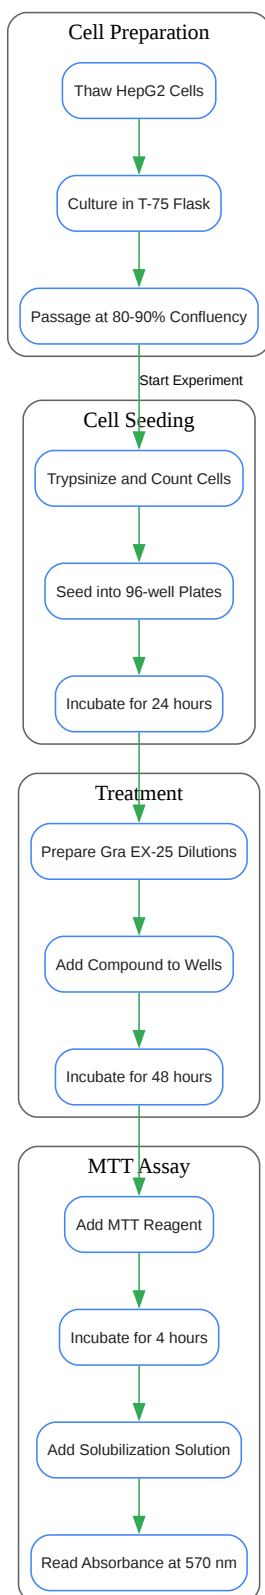 Cell Preparation
Thaw HepG2 Cells
Culture in T-75 Flask
Passage at 80-90% Confluency
Start Experiment
Cell Seeding
Trypsinize and Count Cells
Seed into 96-well Plates
Incubate for 24 hours
Treatment
Prepare Gra EX-25 Dilutions
Add Compound to Wells
Incubate for 48 hours
MTT Assay
Add MTT Reagent
Incubate for 4 hours
Add Solubilization Solution
Read Absorbance at 570 nm